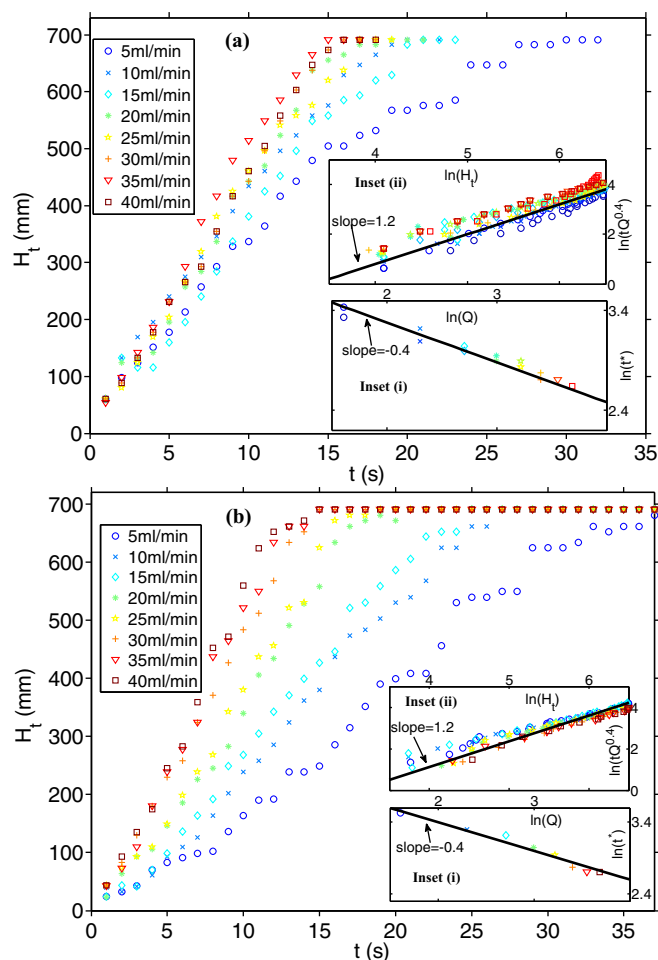 (a)
700
600
500
400
300
200
100
0
H_t (mm)
5ml/min
10ml/min
15ml/min
20ml/min
25ml/min
30ml/min
35ml/min
40ml/min
4 5 6
ln(H_t)
Inset (ii)
slope=1.2
4
2
0
ln(tQ^0.4)
2 3
ln(Q)
slope=-0.4
Inset (i)
3.4
2.4
ln(t*)
0 5 10 15 20 25 30 35
t (s)
(b)
700
600
500
400
300
200
100
0
H_t (mm)
5ml/min
10ml/min
15ml/min
20ml/min
25ml/min
30ml/min
35ml/min
40ml/min
4 5 6
ln(H_t)
Inset (ii)
slope=1.2
4
2
0
ln(tQ^0.4)
2 3
ln(Q)
slope=-0.4
Inset (i)
3.4
2.4
ln(t*)
0 5 10 15 20 25 30 35
t (s)